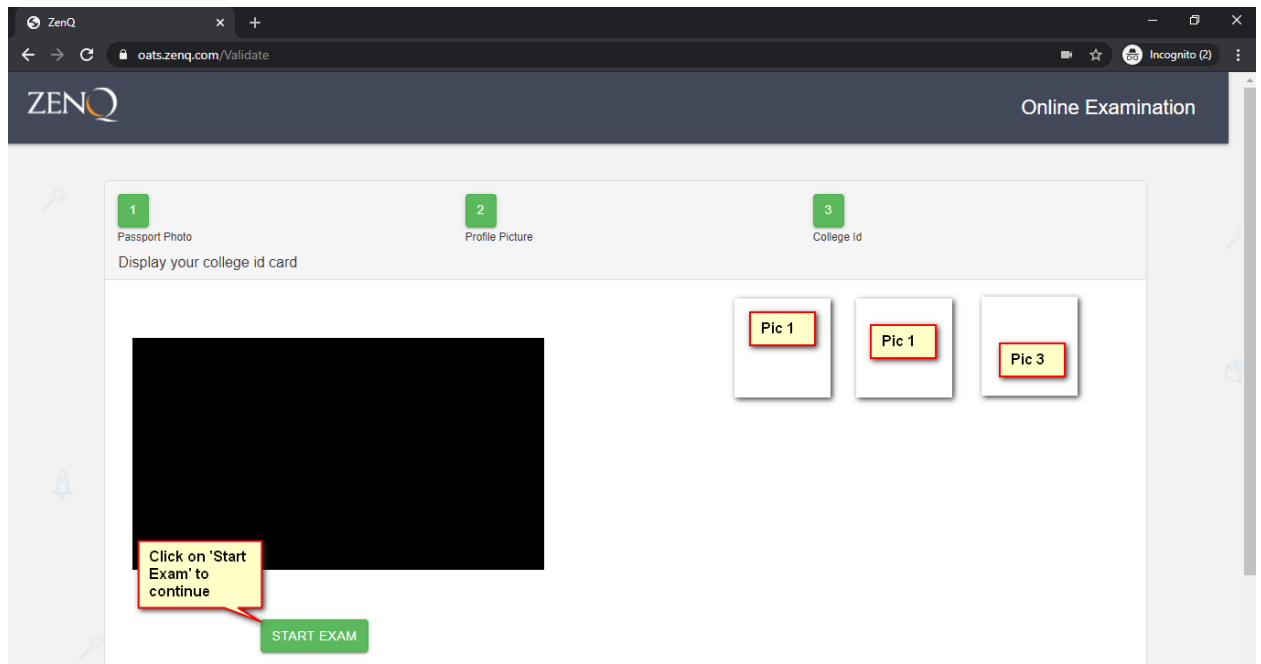 ZenQ
oats.zenq.com/Validate
Incognito (2)
ZENQ
Online Examination
1
2
3
Passport Photo
Profile Picture
College Id
Display your college id card
Pic 1
Pic 1
Pic 3
Click on 'Start
Exam' to
continue
START EXAM